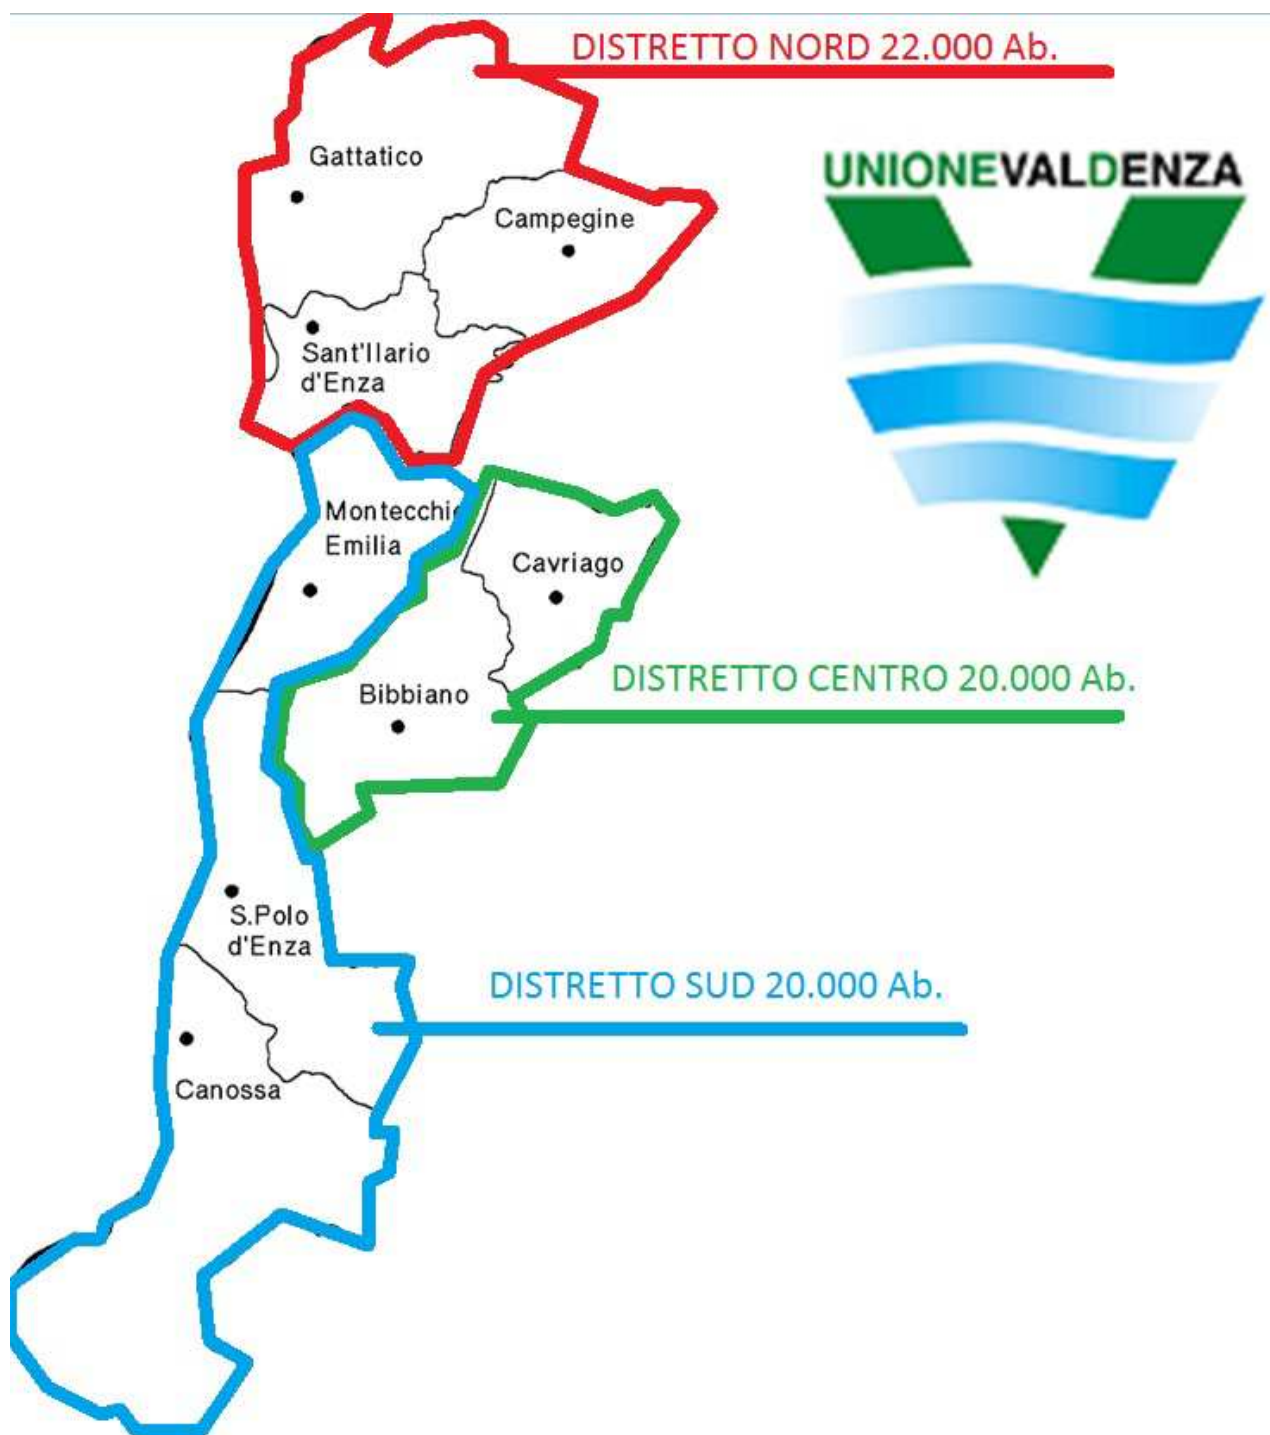 DISTRETTO NORD 22.000 Ab.
Gattatico
UNIONEVALDENZA
Campegine
Sant'Ilario
d'Enza
Montecchi
Emilia
Cavriago
DISTRETTO CENTRO 20.000 Ab.
Bibbiano
S.Polo
d'Enza
DISTRETTO SUD 20.000 Ab.
Canossa